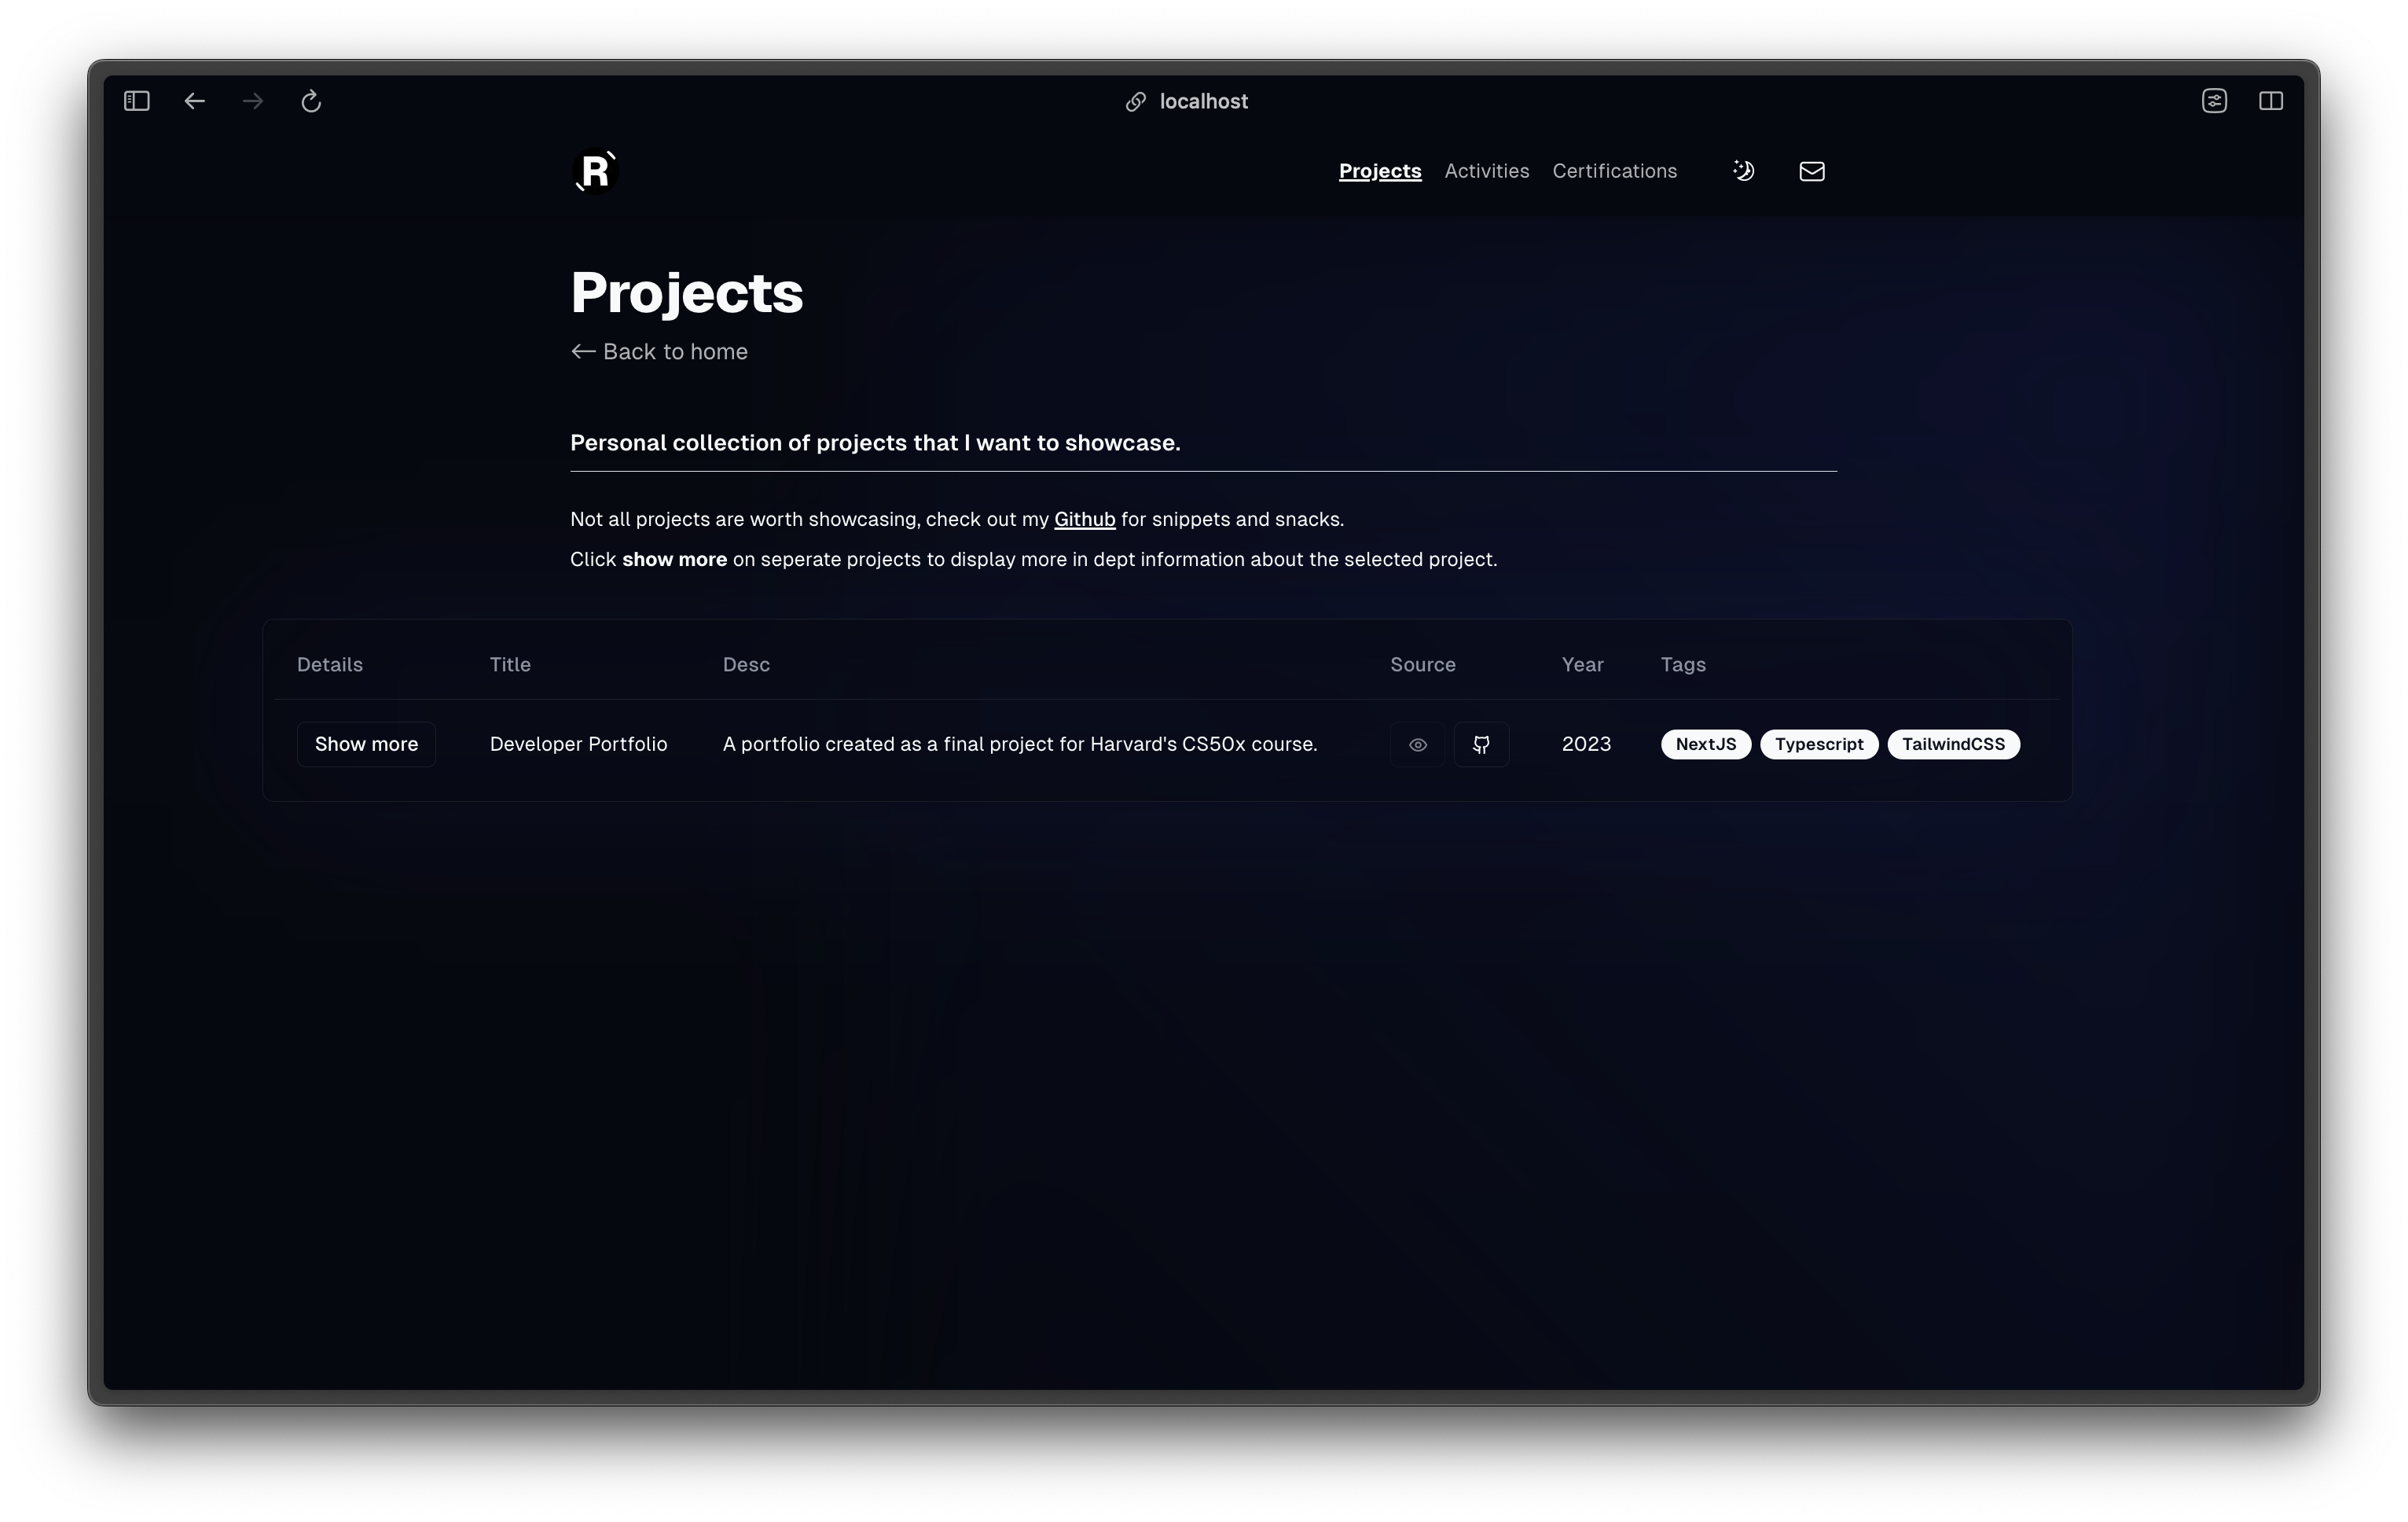 localhost
R
Projects Activities Certifications
Projects
Back to home
Personal collection of projects that I want to showcase.
Not all projects are worth showcasing, check out my Github for snippets and snacks.
Click show more on seperate projects to display more in dept information about the selected project.
Details Title Desc Source Year Tags
Show more Developer Portfolio A portfolio created as a final project for Harvard's CS50x course. 2023 NextJS Typescript TailwindCSS